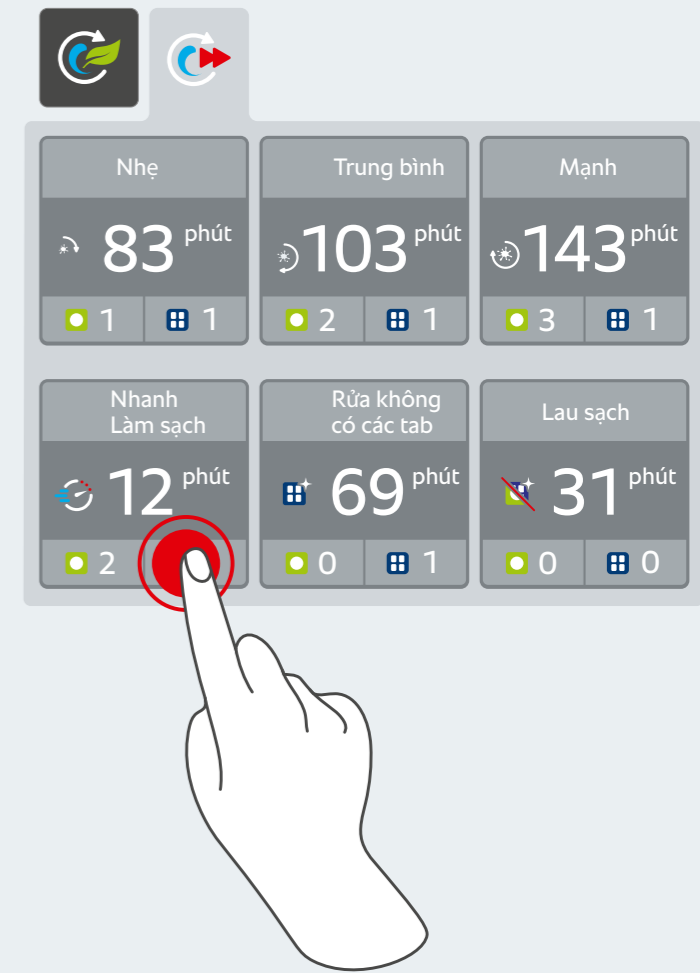 Nhẹ
83 phút
1 1
Trung bình
103 phút
2 1
Mạnh
143 phút
3 1
Nhanh
Làm sạch
12 phút
2
Rửa không
có các tab
69 phút
0 1
Lau sạch
31 phút
0 0